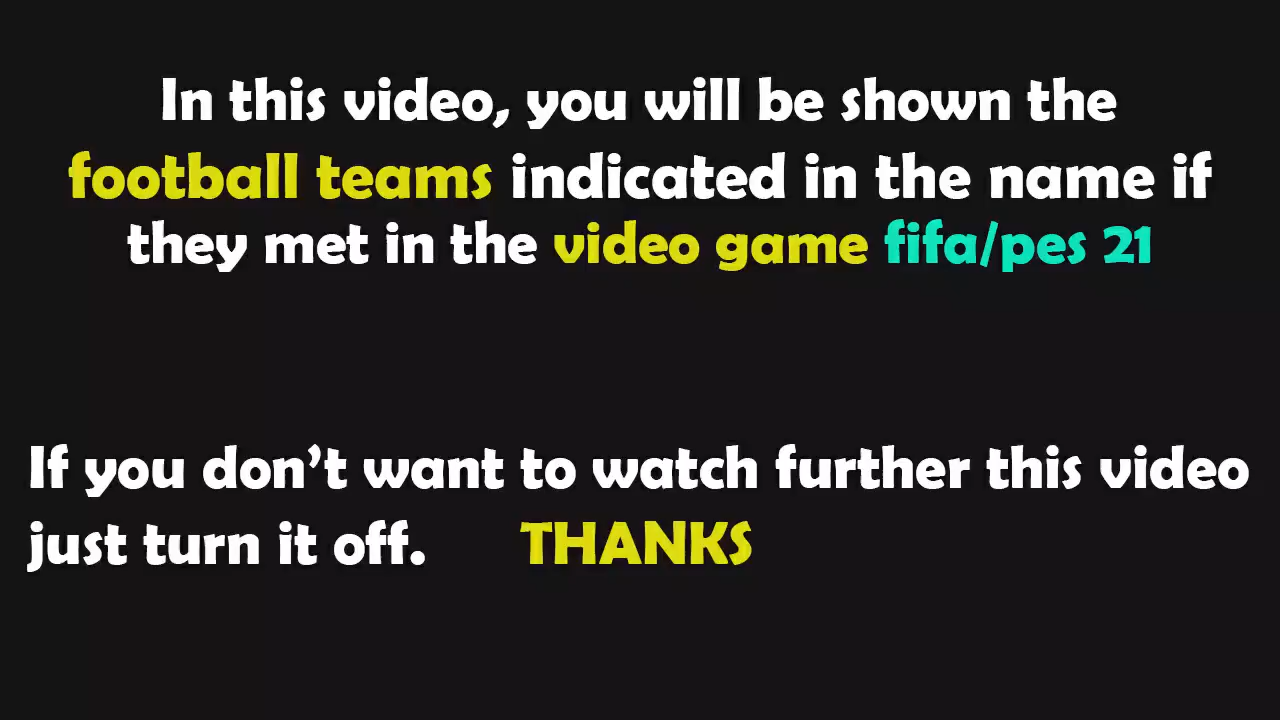 In this video, you will be shown the
football teams indicated in the name if
they met in the video game fifa/pes 21
If you don't want to watch further this video
just turn it off. THANKS